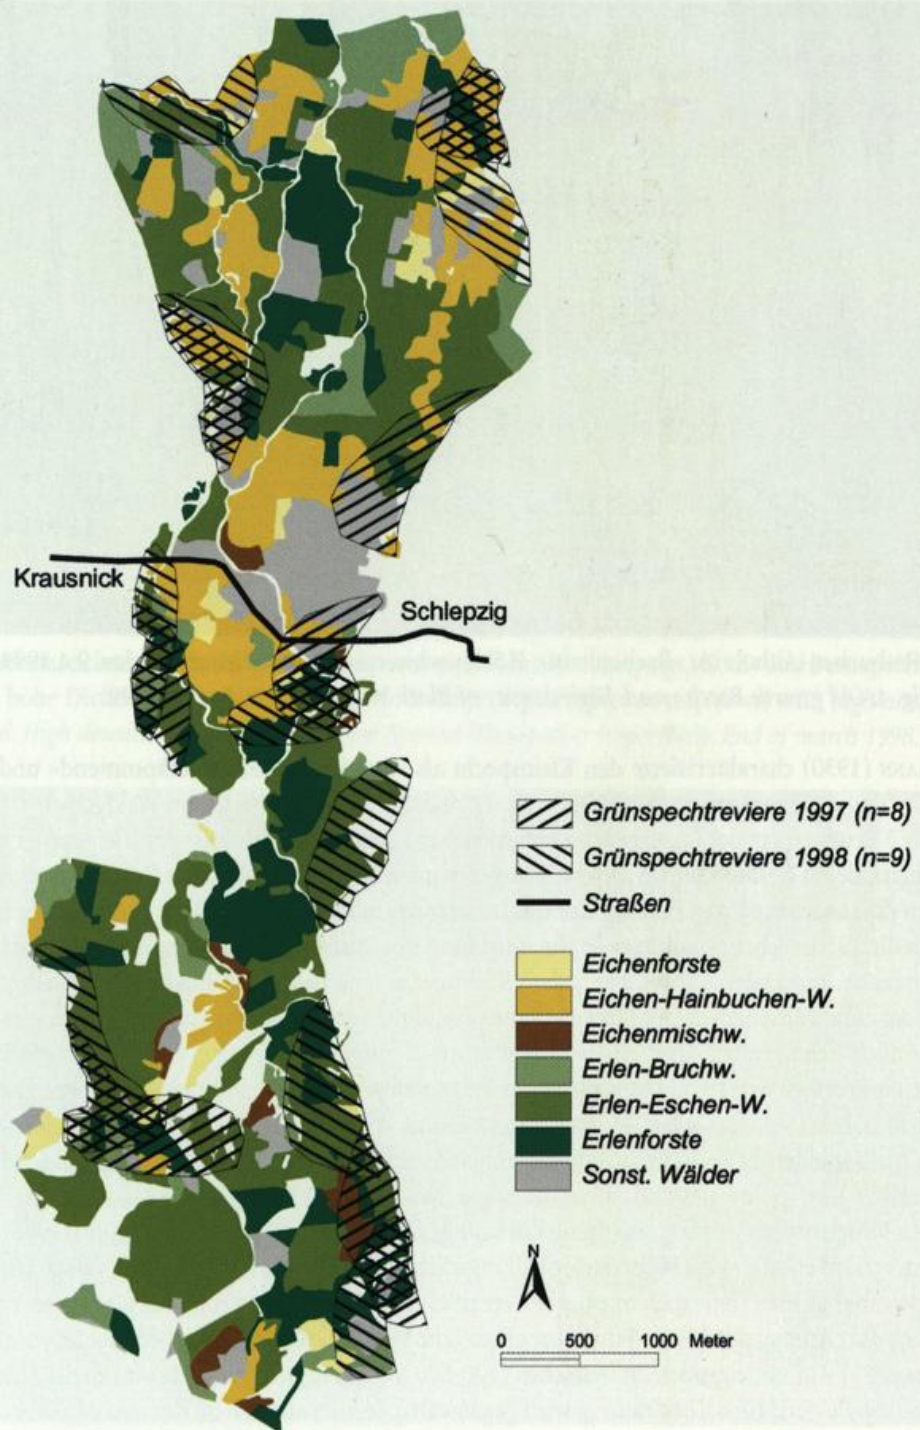 Krausnick
Schlepzig
Grünspechtreviere 1997 (n=8)
Grünspechtreviere 1998 (n=9)
Straßen
Eichenforste
Eichen-Hainbuchen-W.
Eichenmischw.
Erlen-Bruchw.
Erlen-Eschen-W.
Erlenforste
Sonst. Wälder
N
0 500 1000 Meter